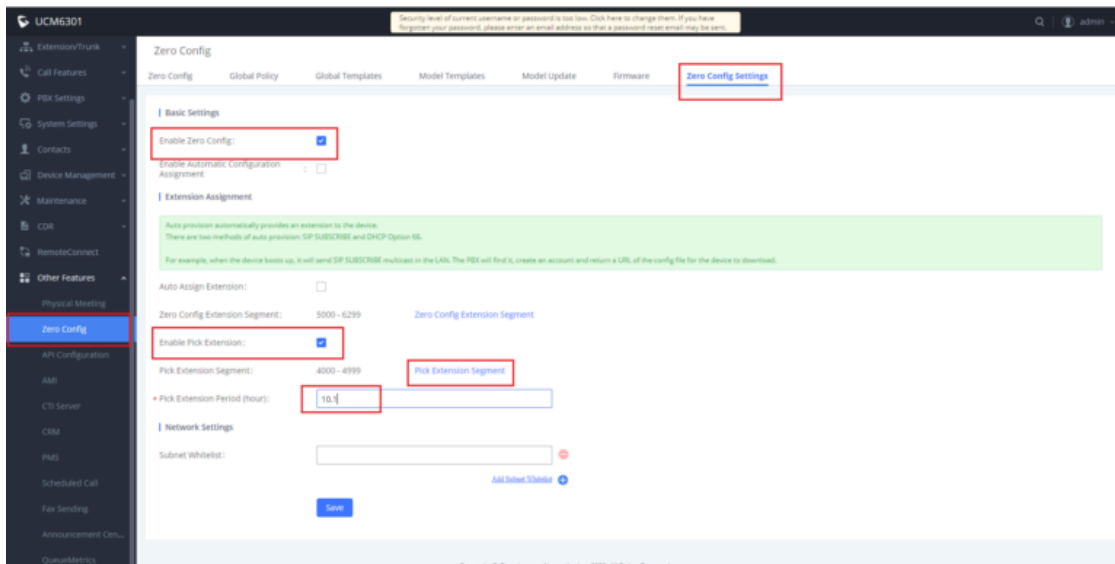 UCM6301
Security level of current username or password is too low. Click here to change them. If you have
forgotten your password, please enter an email address so that a password reset email may be sent.
admin
Extension/Trunk
Call Features
PBX Settings
System Settings
Contacts
Device Management
Maintenance
CDR
RemoteConnect
Other Features
Physical Meeting
Zero Config
API Configuration
AMI
CTI Server
CRM
PMS
Scheduled Call
Fax Sending
Announcement Cen...
QueueMetrics
Zero Config
Zero Config Global Policy Global Templates Model Templates Model Update Firmware Zero Config Settings
Basic Settings
Enable Zero Config:
Enable Automatic Configuration
Assignment :
Extension Assignment
Auto provision automatically provides an extension to the device.
There are two methods of auto provision: SIP SUBSCRIBE and DHCP Option 66.
For example, when the device boots up, it will send SIP SUBSCRIBE multicast in the LAN. The PBX will find it, create an account and return a URL of the config file for the device to download.
Auto Assign Extension:
Zero Config Extension Segment: 5000 - 6299 Zero Config Extension Segment
Enable Pick Extension:
Pick Extension Segment: 4000 - 4999 Pick Extension Segment
* Pick Extension Period (hour):
Network Settings
Subnet Whitelist:
Add Subnet Whitelist
Save